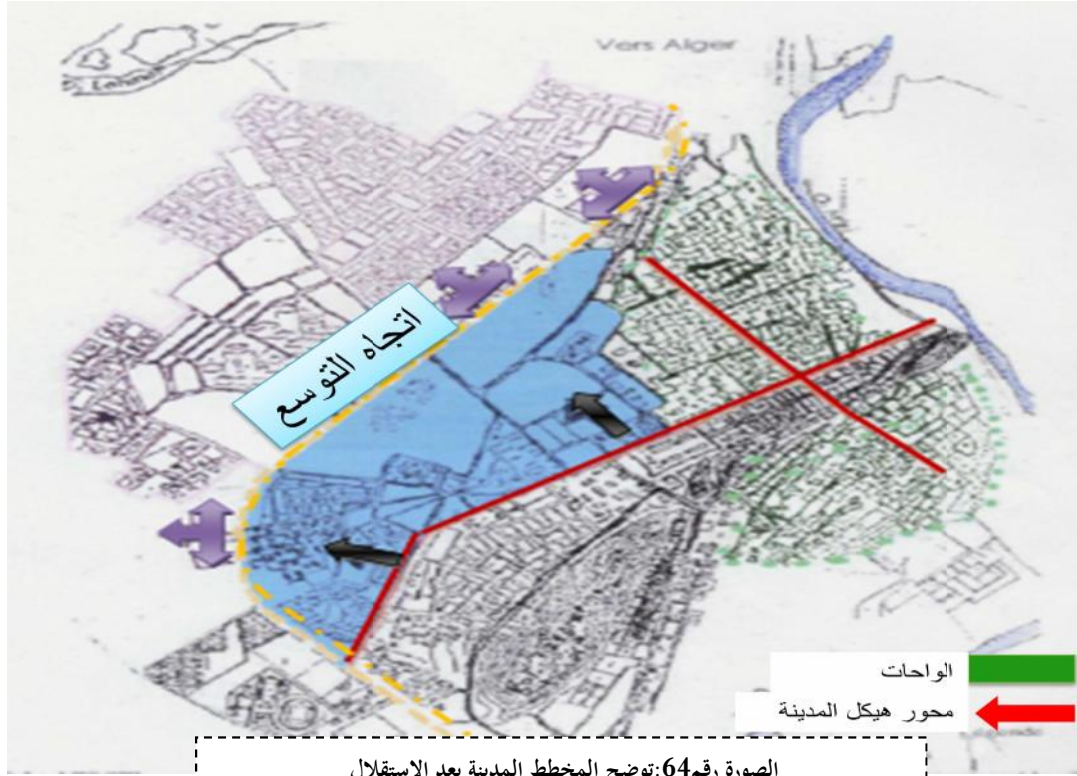 Vers Alger
اتجاه التوسع
الواحات
محور هيكل المدينة
الصورة رقم64:توضح المخطط المدينة بعد الاستقلال